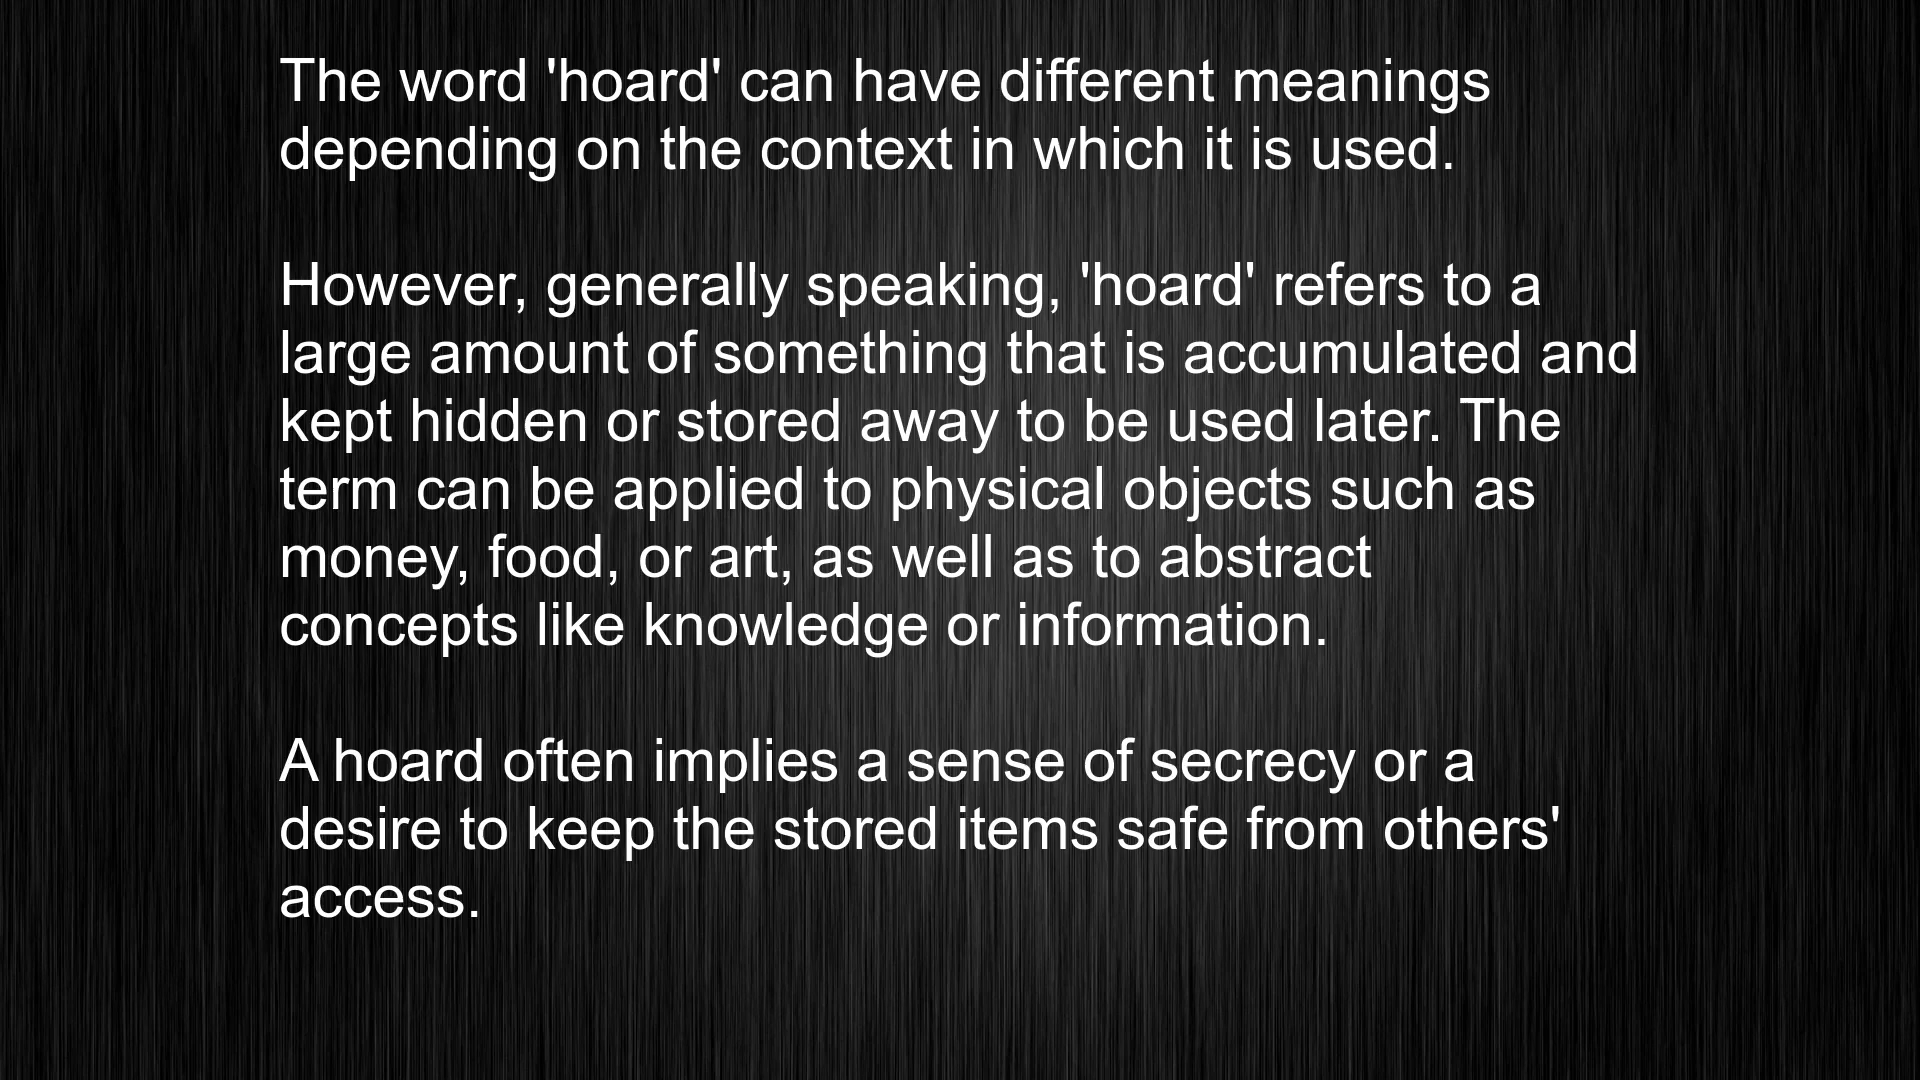 The word 'hoard' can have different meanings
depending on the context in which it is used.
However, generally speaking, 'hoard' refers to a
large amount of something that is accumulated and
kept hidden or stored away to be used later. The
term can be applied to physical objects such as
money, food, or art, as well as to abstract
concepts like knowledge or information.
A hoard often implies a sense of secrecy or a
desire to keep the stored items safe from others'
access.